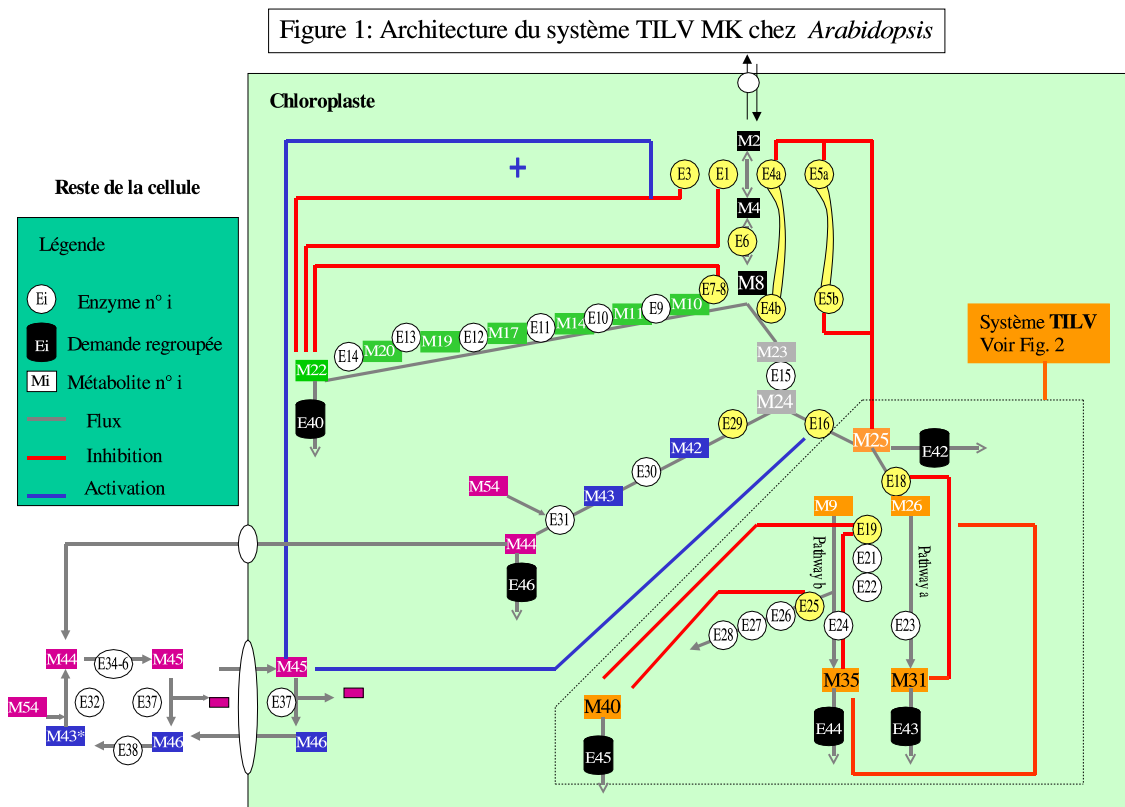 Figure 1: Architecture du système TILV MK chez Arabidopsis
Chloroplaste
Reste de la cellule
Légende
Ei Enzyme n° i
Ei Demande regroupée
Mi Métabolite n° i
Flux
Inhibition
Activation
+
M2
E3
E1
E4a
E5a
M4
E6
M8
E7-8
E4b
E5b
M10
E9
M11
E10
M14
E11
M17
E12
M19
E13
M20
E14
M22
E40
Système TILV
Voir Fig. 2
M23
E15
M24
E29
E16
M25
E42
M42
E30
M43
M54
E31
M44
E46
E18
M9
M26
E19
E21
E22
Pathway b
Pathway a
E25
E26
E27
E28
E24
E23
M35
M31
M40
E44
E43
E45
M44
E34-6
M45
M45
M54
E32
E37
E37
M43*
E38
M46
M46